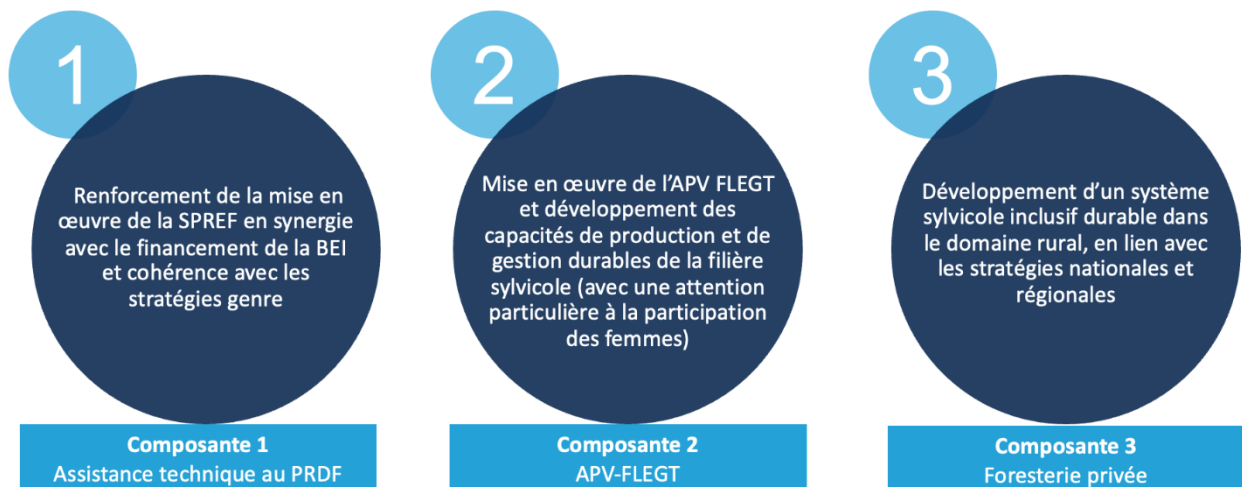 1
Renforcement de la mise en
œuvre de la SPREF en synergie
avec le financement de la BEI
et cohérence avec les
stratégies genre
Composante 1
Assistance technique au PRDF
2
Mise en œuvre de l'APV FLEGT
et développement des
capacités de production et de
gestion durables de la filière
sylvicole (avec une attention
particulière à la participation
des femmes)
Composante 2
APV-FLEGT
3
Développement d'un système
sylvicole inclusif durable dans
le domaine rural, en lien avec
les stratégies nationales et
régionales
Composante 3
Foresterie privée